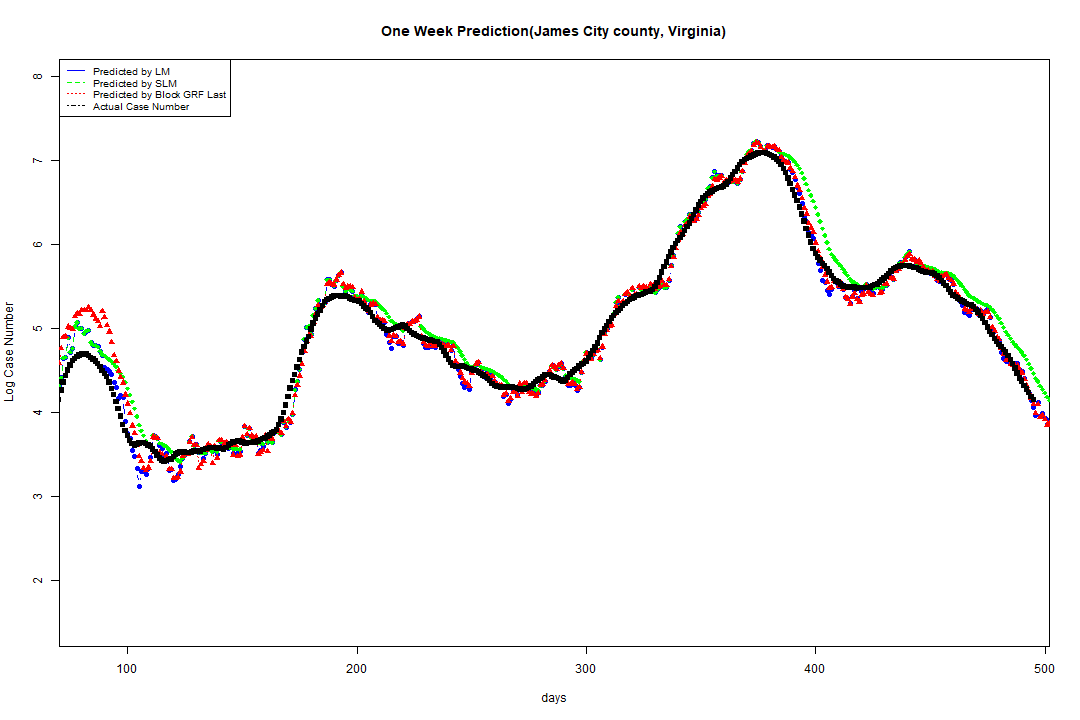 One Week Prediction(James City county, Virginia)
Predicted by LM
Predicted by SLM
Predicted by Block GRF Last
Actual Case Number
Log Case Number
8
7
6
5
4
3
2
100 200 300 400 500
days